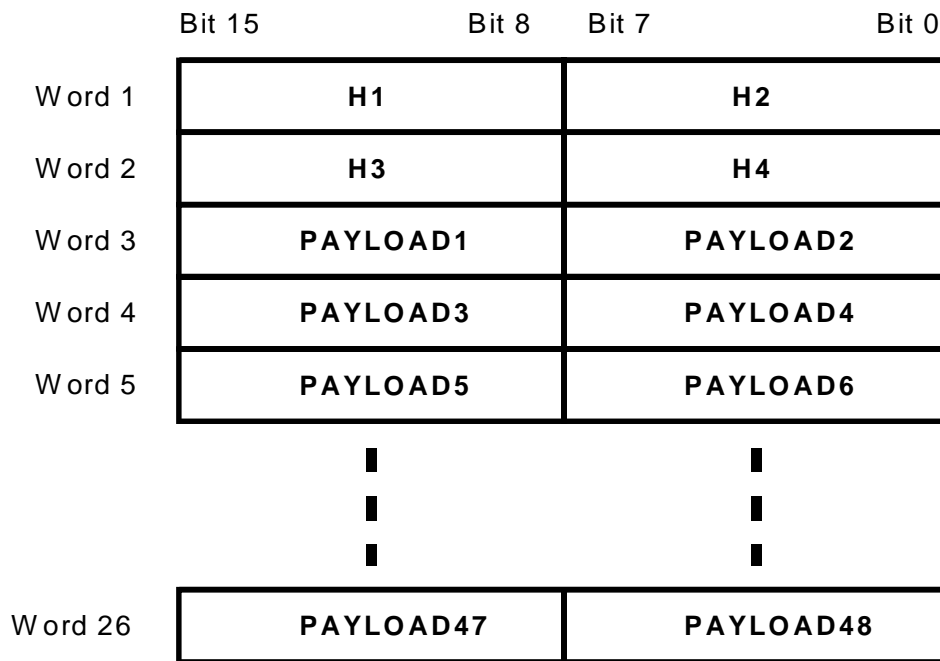 Bit 15 Bit 8 Bit 7 Bit 0
Word 1 H1 H2
Word 2 H3 H4
Word 3 PAYLOAD1 PAYLOAD2
Word 4 PAYLOAD3 PAYLOAD4
Word 5 PAYLOAD5 PAYLOAD6
Word 26 PAYLOAD47 PAYLOAD48